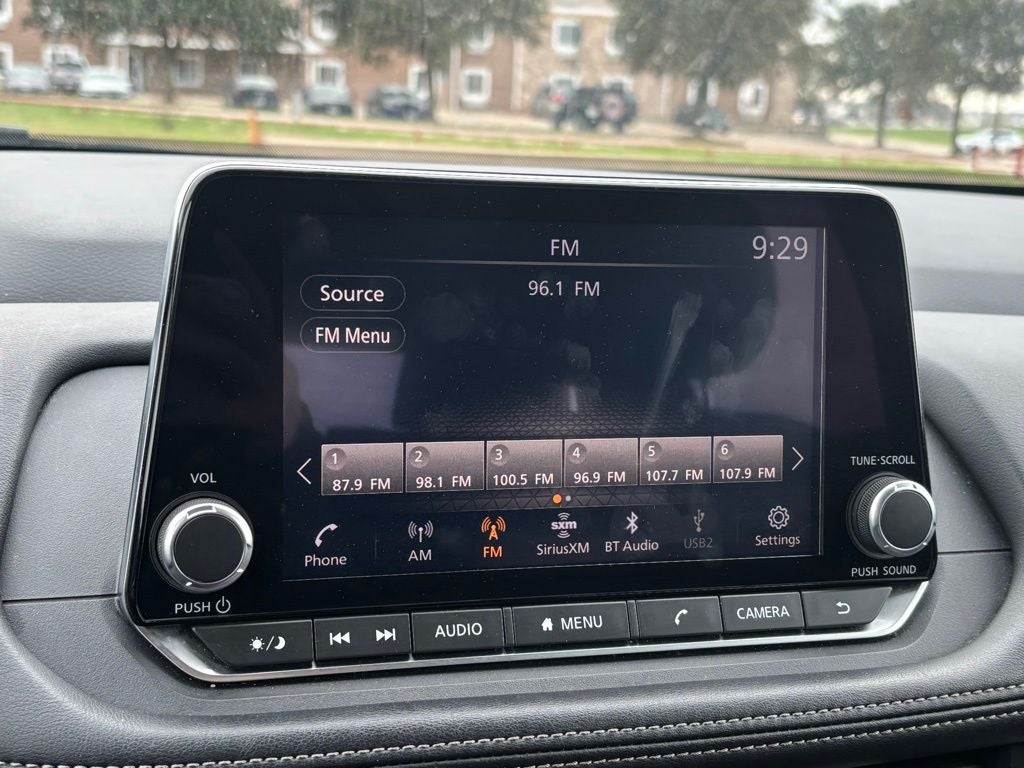 FM
9:29
Source
96.1 FM
FM Menu
1 2 3 4 5 6
87.9 FM 98.1 FM 100.5 FM 96.9 FM 107.7 FM 107.9 FM
VOL
TUNE·SCROLL
sxm
Phone AM FM SiriusXM BT Audio USB2 Settings
PUSH
PUSH SOUND
AUDIO MENU CAMERA